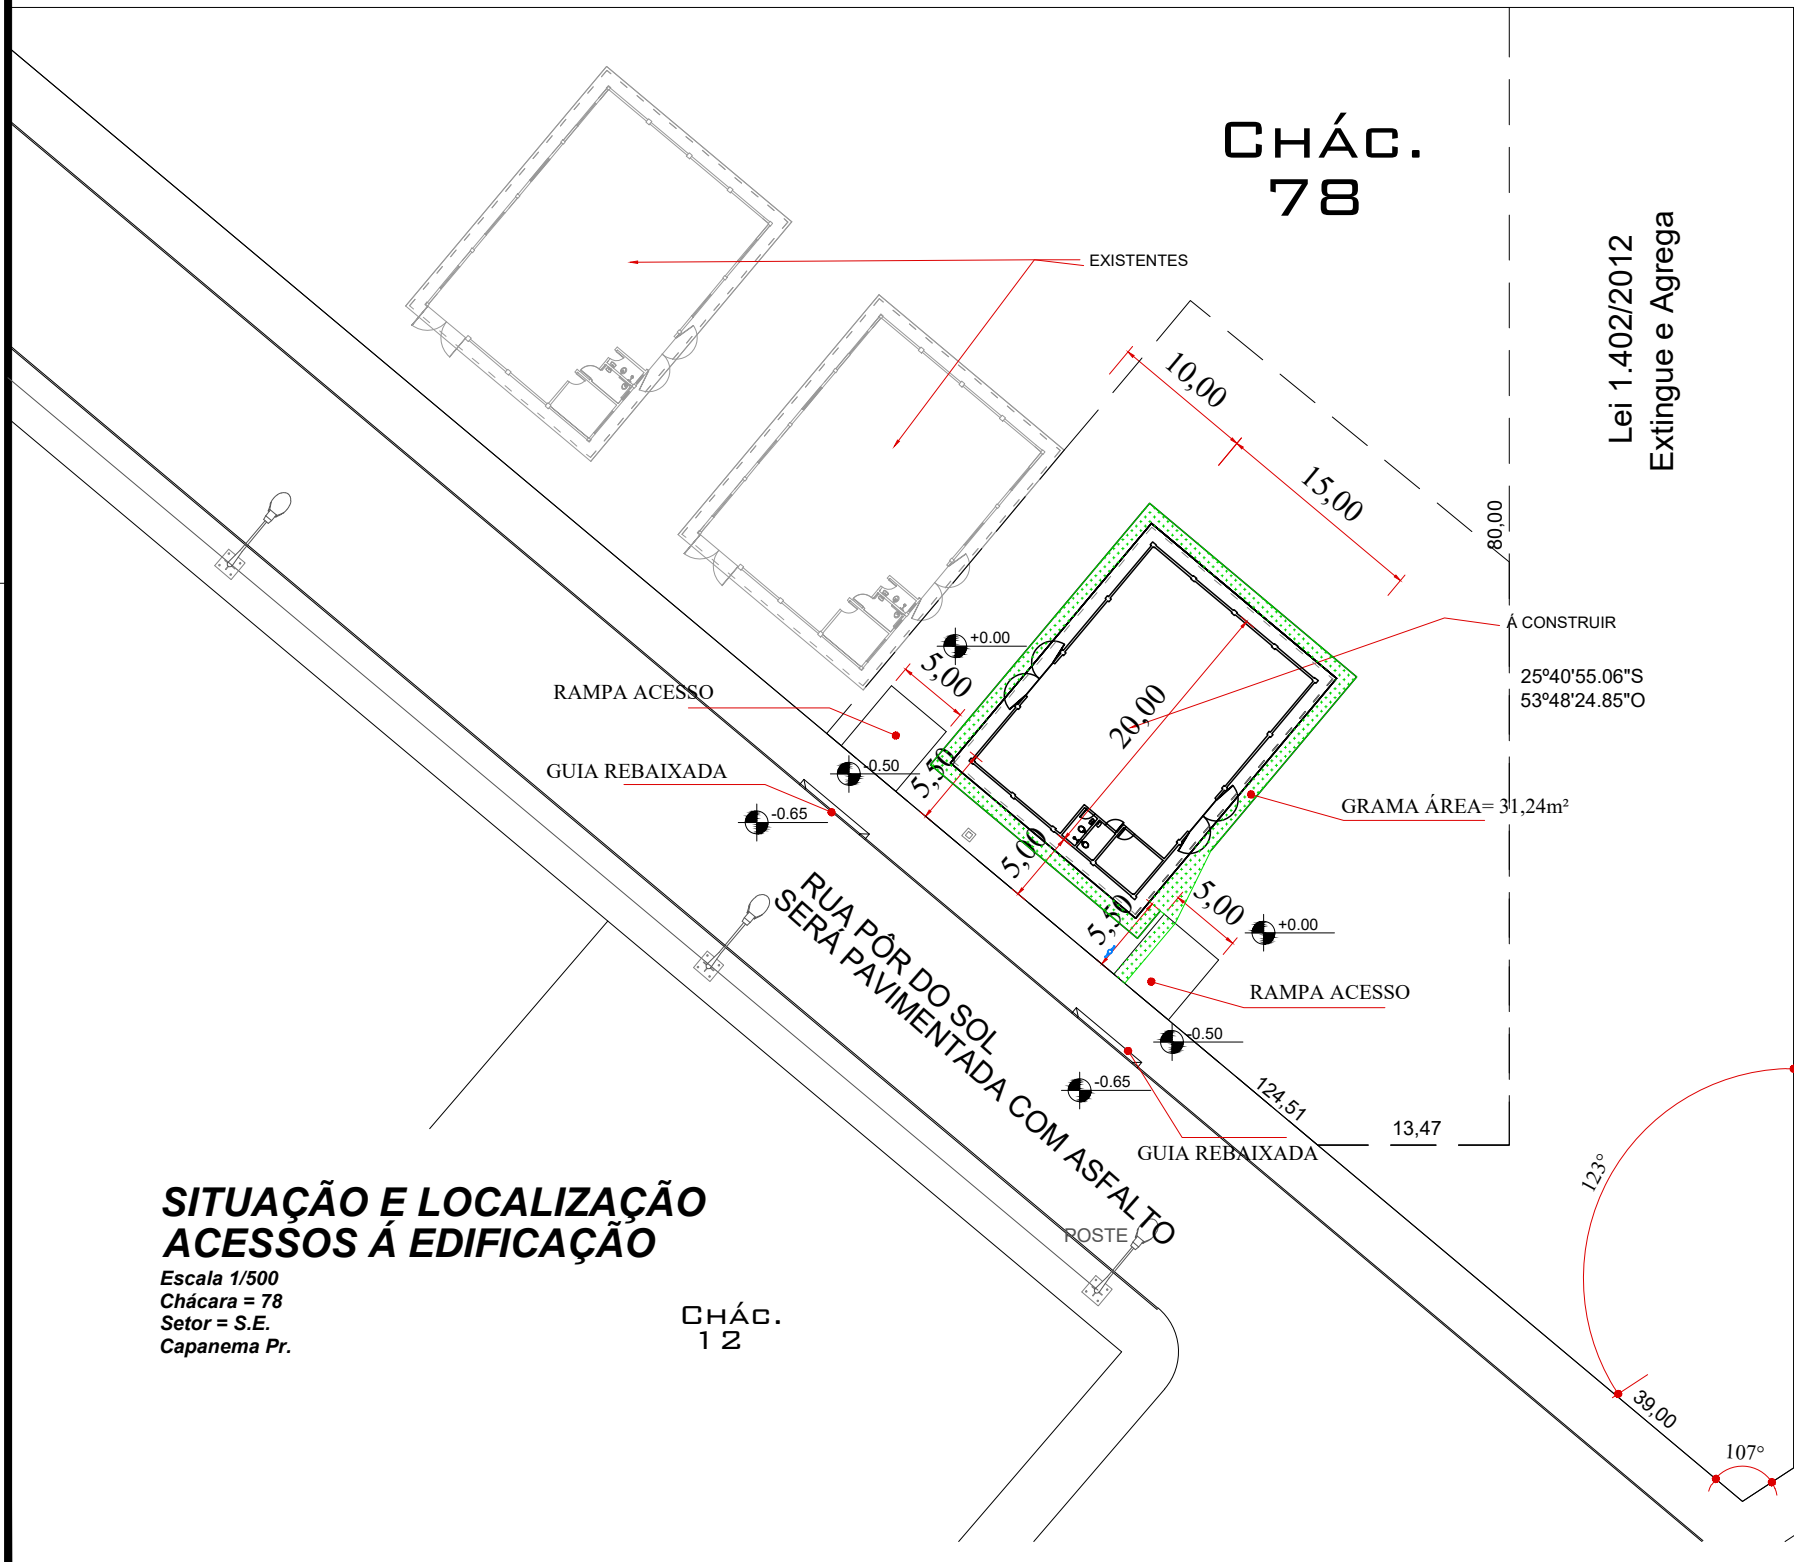 CHÁC.
78
Lei 1.402/2012
Extingue e Agrega
EXISTENTES
10,00
15,00
80,00
Á CONSTRUIR
25º40'55.06"S
53º48'24.85"O
+0.00
5,00
RAMPA ACESSO
20,00
-0.50
5,50
GUIA REBAIXADA
-0.65
GRAMA ÁREA= 31,24m²
5,00
5,50
5,00
+0.00
RAMPA ACESSO
-0.50
-0.65
RUA PÔR DO SOL
SERÁ PAVIMENTADA COM ASFALTO
124,51
13,47
GUIA REBAIXADA
123°
POSTE
SITUAÇÃO E LOCALIZAÇÃO
ACESSOS Á EDIFICAÇÃO
Escala 1/500
Chácara = 78
Setor = S.E.
Capanema Pr.
CHÁC.
12
39,00
107°